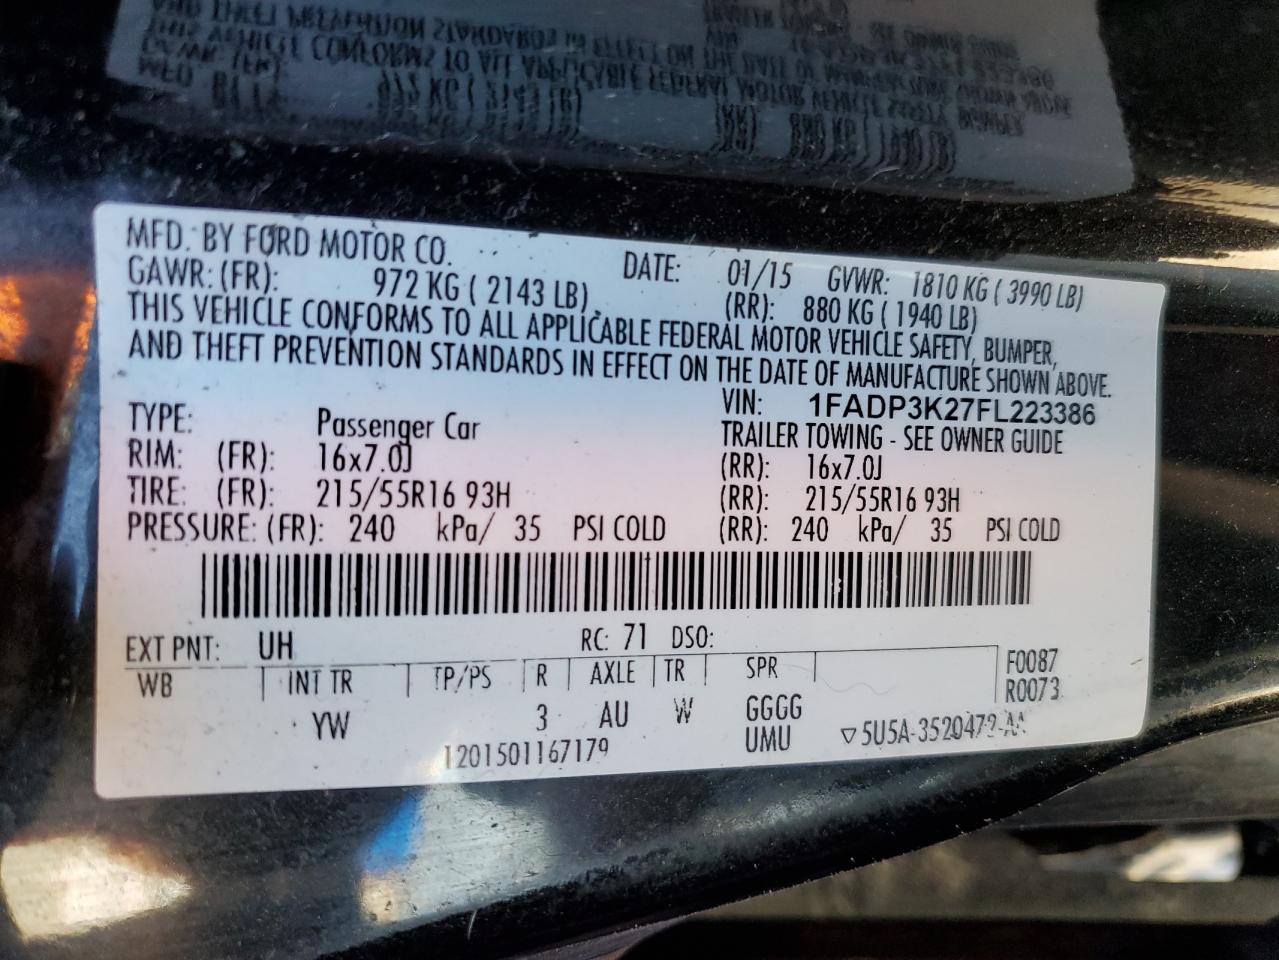 MFD. BY FORD MOTOR CO. DATE: 01/15 GVWR: 1810 KG ( 3990 LB)
GAWR: (FR): 972 KG ( 2143 LB) (RR): 880 KG ( 1940 LB)
THIS VEHICLE CONFORMS TO ALL APPLICABLE FEDERAL MOTOR VEHICLE SAFETY, BUMPER,
AND THEFT PREVENTION STANDARDS IN EFFECT ON THE DATE OF MANUFACTURE SHOWN ABOVE.
VIN: 1FADP3K27FL223386
TYPE: Passenger Car TRAILER TOWING - SEE OWNER GUIDE
RIM: (FR): 16x7.0J (RR): 16x7.0J
TIRE: (FR): 215/55R16 93H (RR): 215/55R16 93H
PRESSURE: (FR): 240 kPa/ 35 PSI COLD (RR): 240 kPa/ 35 PSI COLD
EXT PNT: UH RC: 71 DSO:
WB INT TR TP/PS R AXLE TR SPR F0087
R0073
YW 3 AU W GGGG
UMU ▽5U5A-3520472-AA
1201501167179